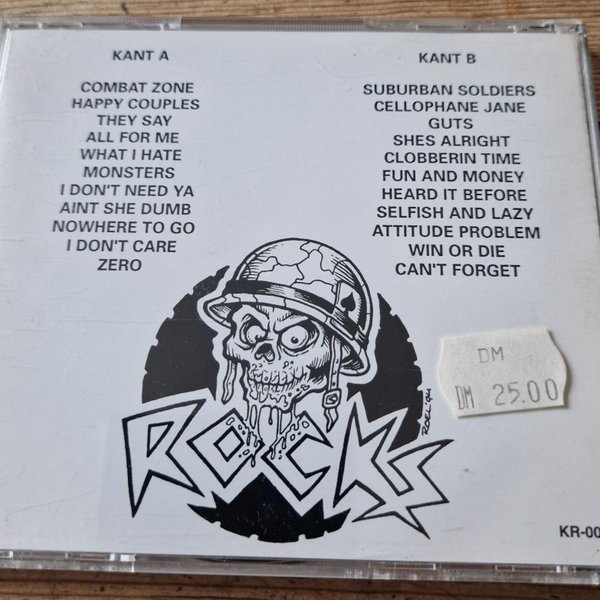 KANT A
COMBAT ZONE
HAPPY COUPLES
THEY SAY
ALL FOR ME
WHAT I HATE
MONSTERS
I DON'T NEED YA
AINT SHE DUMB
NOWHERE TO GO
I DON'T CARE
ZERO
KANT B
SUBURBAN SOLDIERS
CELLOPHANE JANE
GUTS
SHES ALRIGHT
CLOBBERIN TIME
FUN AND MONEY
HEARD IT BEFORE
SELFISH AND LAZY
ATTITUDE PROBLEM
WIN OR DIE
CAN'T FORGET
DM
DM 25.00
ROEL '94
ROCKS
KR-00